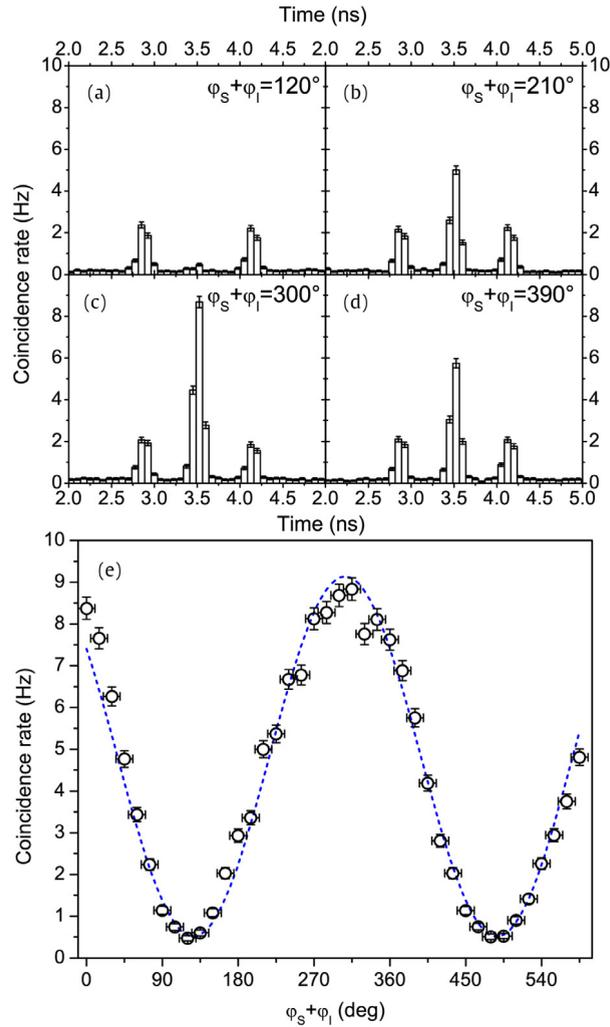 Time (ns)
2.0 2.5 3.0 3.5 4.0 4.5 2.0 2.5 3.0 3.5 4.0 4.5 5.0
10 (a) φS+φI=120° (b) φS+φI=210° 10
8 8
6 6
4 4
2 2
0 0
Coincidence rate (Hz)
(c) φS+φI=300° (d) φS+φI=390°
8 8
6 6
4 4
2 2
0 0
2.0 2.5 3.0 3.5 4.0 4.5 2.0 2.5 3.0 3.5 4.0 4.5 5.0
Time (ns)
10
(e)
9
8
7
6
5
4
3
2
1
0
Coincidence rate (Hz)
0 90 180 270 360 450 540
φS+φI (deg)